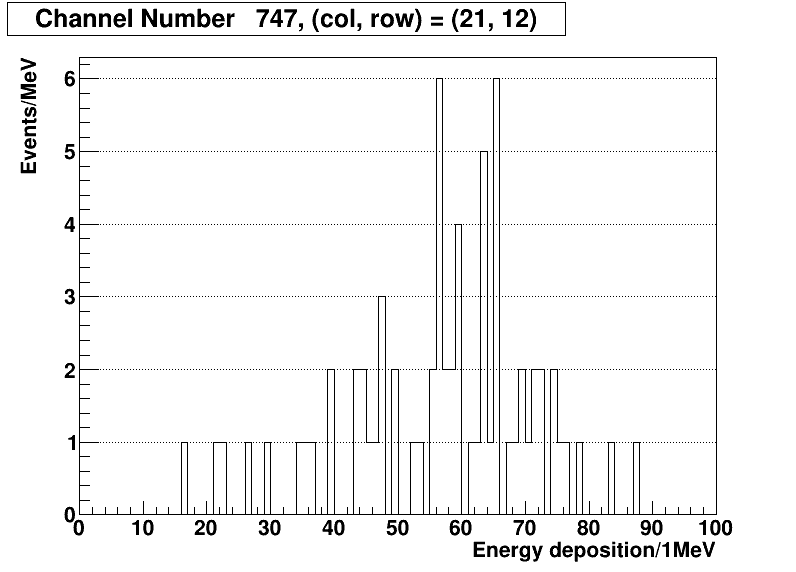 Channel Number 747, (col, row) = (21, 12)
Events/MeV
6
5
4
3
2
1
0
0 10 20 30 40 50 60 70 80 90 100
Energy deposition/1MeV